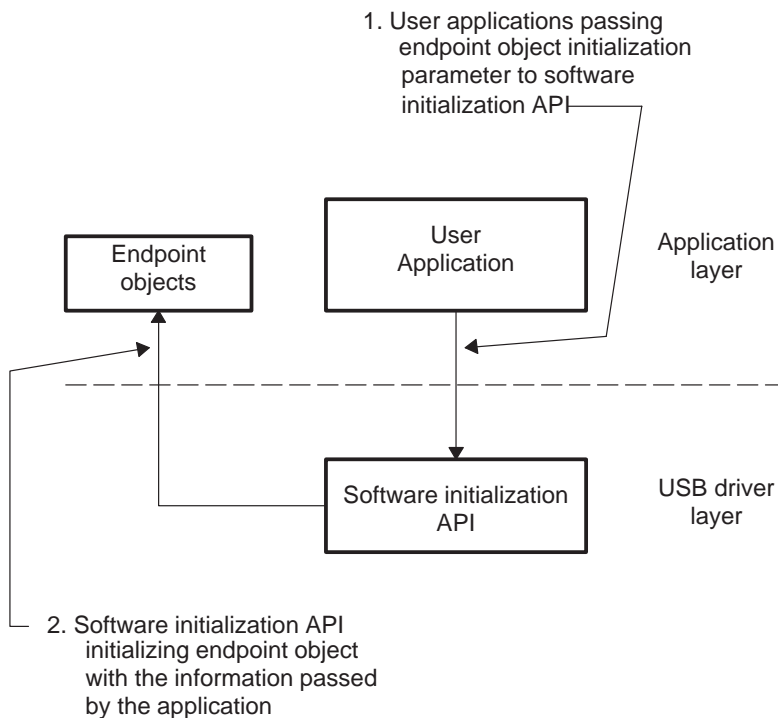 1. User applications passing
endpoint object initialization
parameter to software
initialization API
Endpoint
objects
User
Application
Application
layer
Software initialization
API
USB driver
layer
2. Software initialization API
initializing endpoint object
with the information passed
by the application